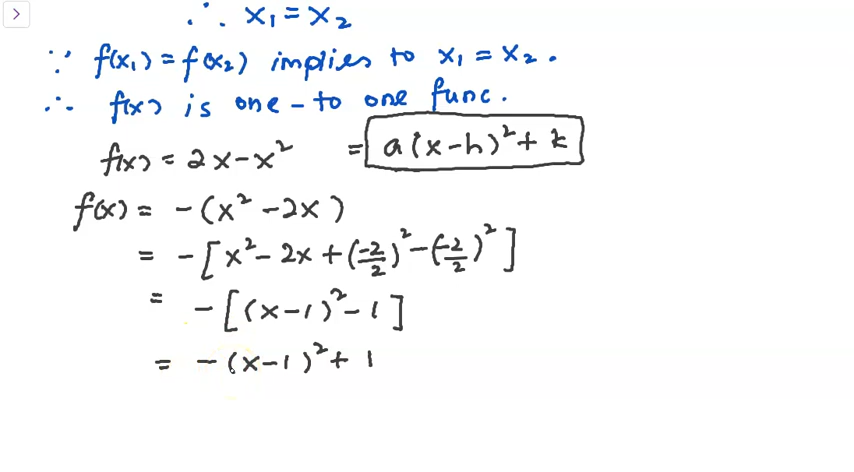 ∴ x₁ = x₂
∵ f(x₁) = f(x₂) implies to x₁ = x₂.
∴ f(x) is one-to one func.
f(x) = 2x-x² = a(x-h)²+k
f(x) = -(x²-2x)
= -[x²-2x+(-2/2)²-(-2/2)²]
= -[(x-1)²-1]
= -(x-1)²+1